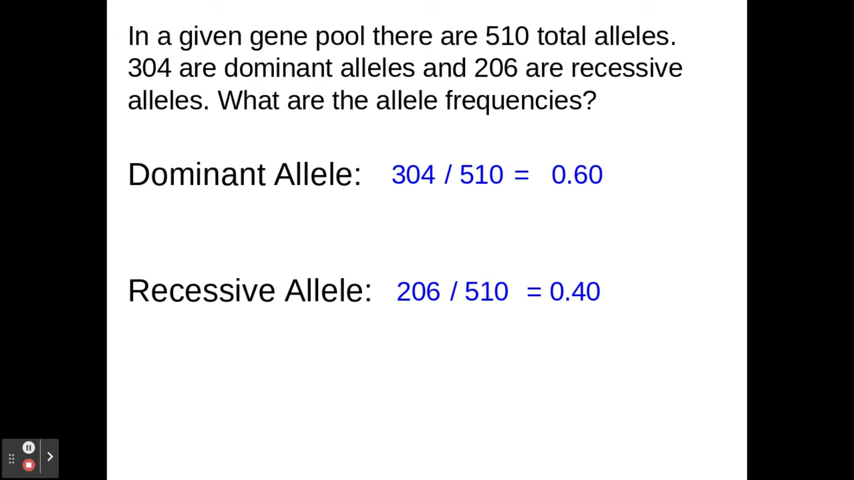 In a given gene pool there are 510 total alleles.
304 are dominant alleles and 206 are recessive
alleles. What are the allele frequencies?
Dominant Allele: 304 / 510 = 0.60
Recessive Allele: 206 / 510 = 0.40